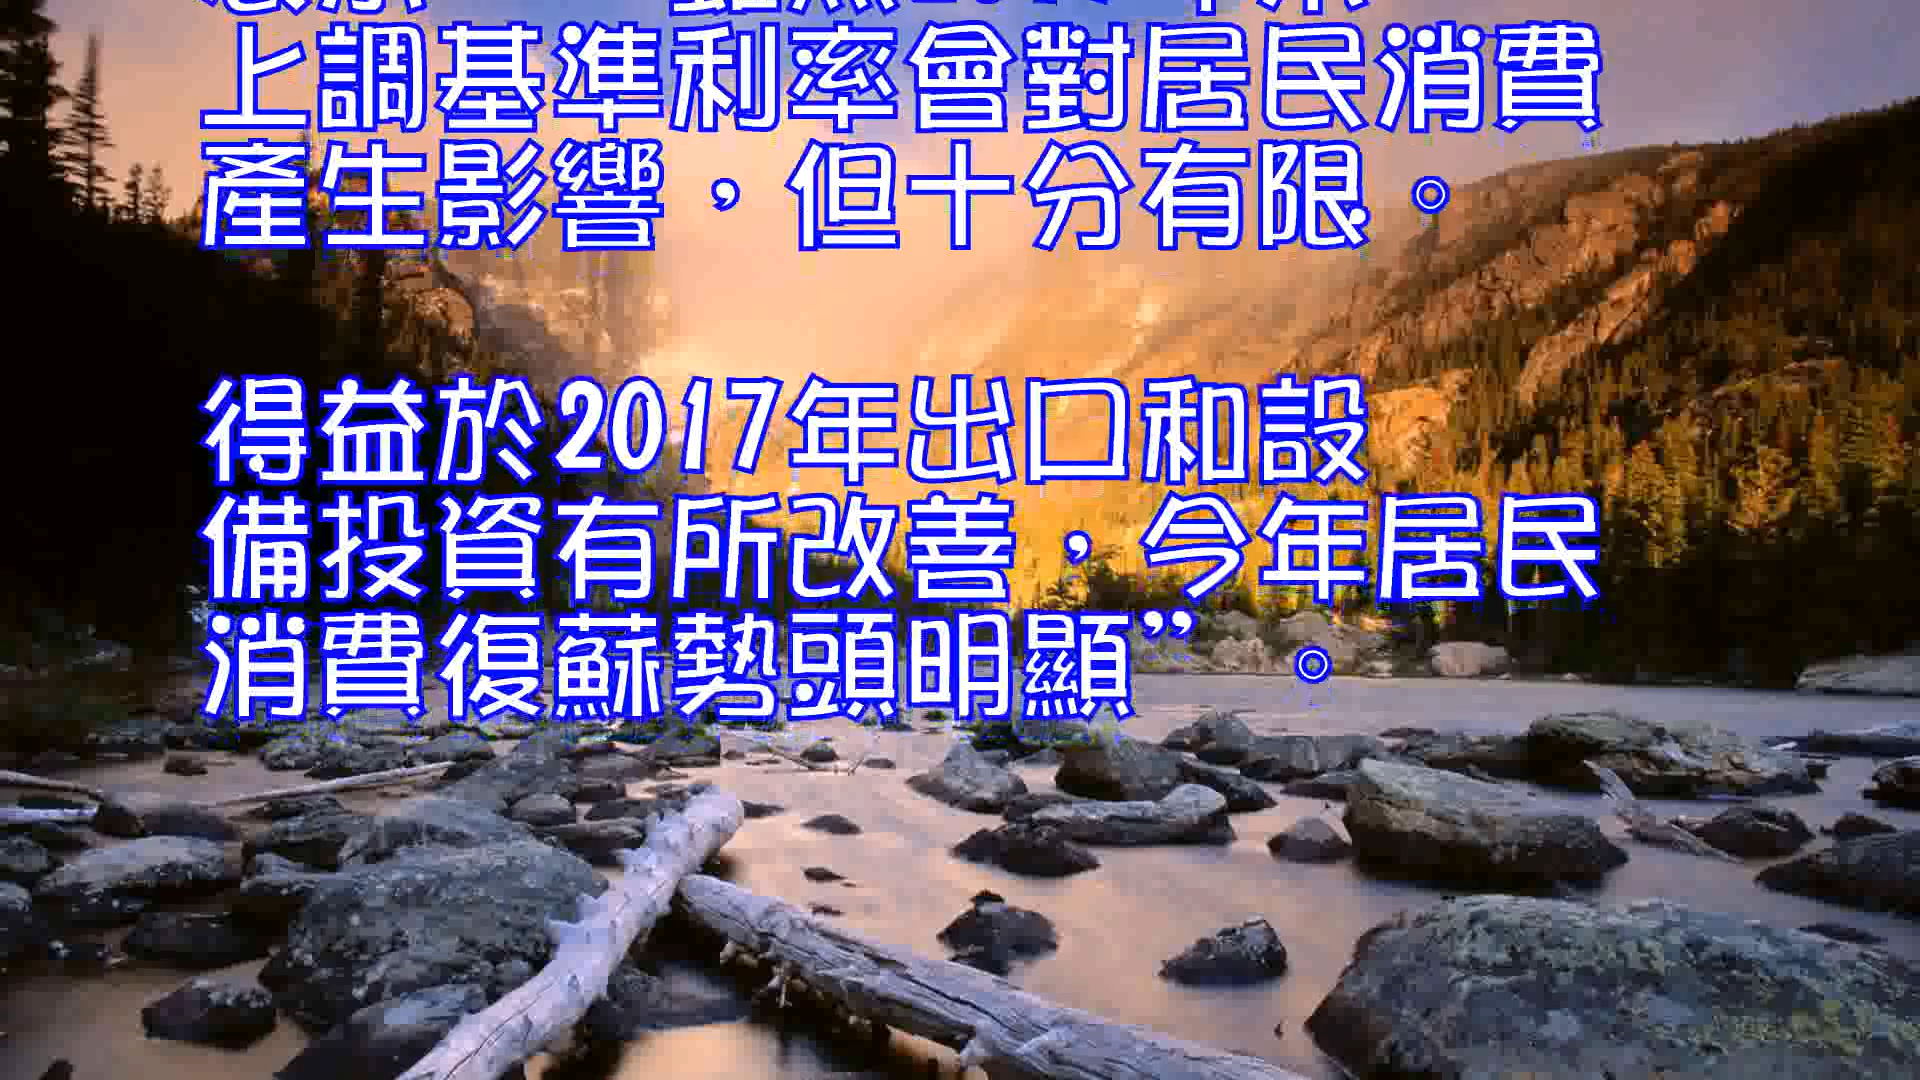 上調基準利率會對居民消費
產生影響，但十分有限。
得益於2017年出口和設
備投資有所改善，今年居民
消費復蘇勢頭明顯”。